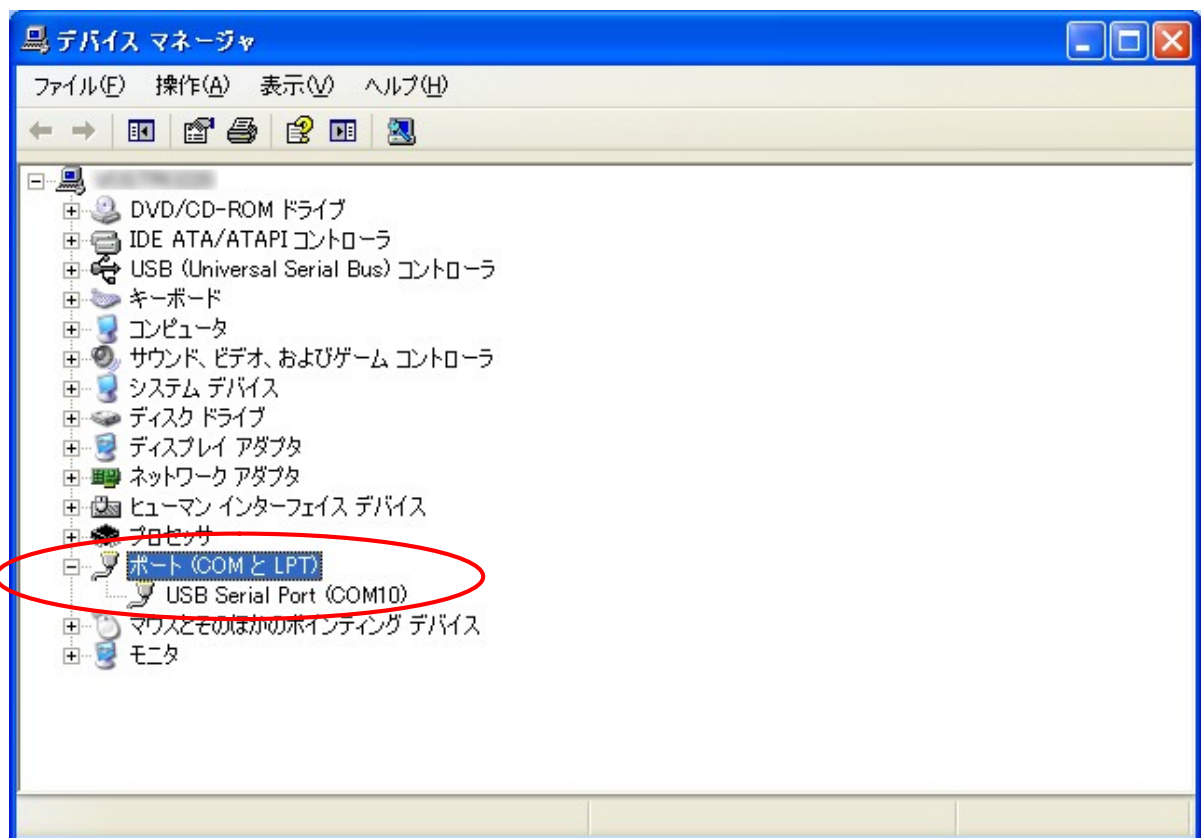 デバイス マネージャ
ファイル(F) 操作(A) 表示(V) ヘルプ(H)
DVD/CD-ROM ドライブ
IDE ATA/ATAPI コントローラ
USB (Universal Serial Bus) コントローラ
キーボード
コンピュータ
サウンド、ビデオ、およびゲーム コントローラ
システム デバイス
ディスク ドライブ
ディスプレイ アダプタ
ネットワーク アダプタ
ヒューマン インターフェイス デバイス
プロセッサ
ポート (COM と LPT)
USB Serial Port (COM10)
マウスとそのほかのポインティング デバイス
モニタ